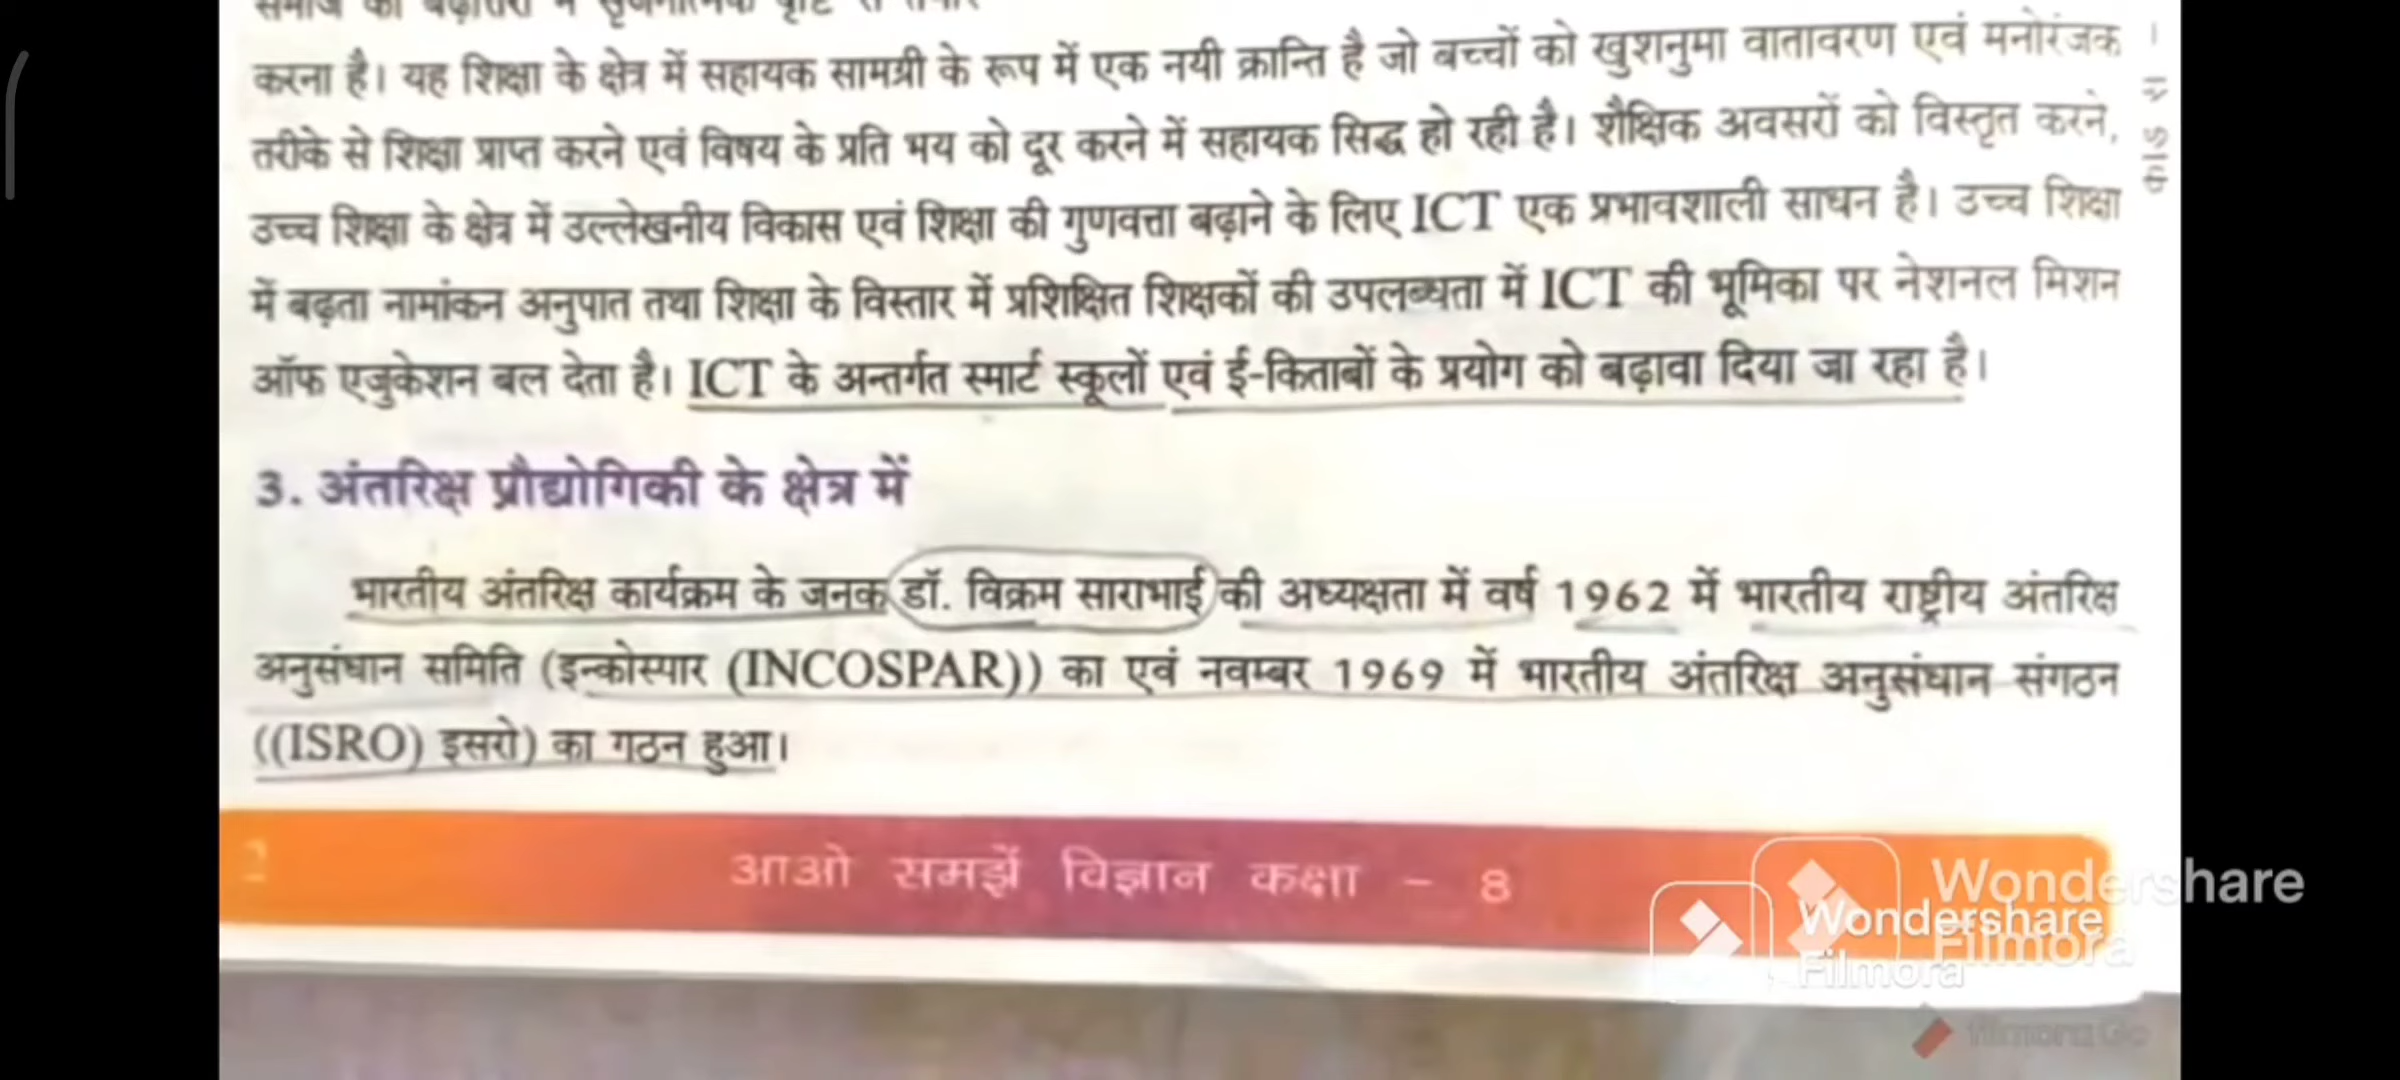 करना है। यह शिक्षा के क्षेत्र में सहायक सामग्री के रूप में एक नयी क्रान्ति है जो बच्चों को खुशनुमा वातावरण एवं मनोरंजक
तरीके से शिक्षा प्राप्त करने एवं विषय के प्रति भय को दूर करने में सहायक सिद्ध हो रही है। शैक्षिक अवसरों को विस्तृत करने,
उच्च शिक्षा के क्षेत्र में उल्लेखनीय विकास एवं शिक्षा की गुणवत्ता बढ़ाने के लिए ICT एक प्रभावशाली साधन है। उच्च शिक्षा
में बढ़ता नामांकन अनुपात तथा शिक्षा के विस्तार में प्रशिक्षित शिक्षकों की उपलब्धता में ICT की भूमिका पर नेशनल मिशन
ऑफ एजुकेशन बल देता है। ICT के अन्तर्गत स्मार्ट स्कूलों एवं ई-किताबों के प्रयोग को बढ़ावा दिया जा रहा है।
3. अंतरिक्ष प्रौद्योगिकी के क्षेत्र में
भारतीय अंतरिक्ष कार्यक्रम के जनक डॉ. विक्रम साराभाई की अध्यक्षता में वर्ष 1962 में भारतीय राष्ट्रीय अंतरिक्ष
अनुसंधान समिति (इन्कोस्पार (INCOSPAR)) का एवं नवम्बर 1969 में भारतीय अंतरिक्ष अनुसंधान संगठन
((ISRO) इसरो) का गठन हुआ।
2
आओ समझें विज्ञान कक्षा - 8
Wondershare
Filmora
Wondershare
Filmora
filmora Go